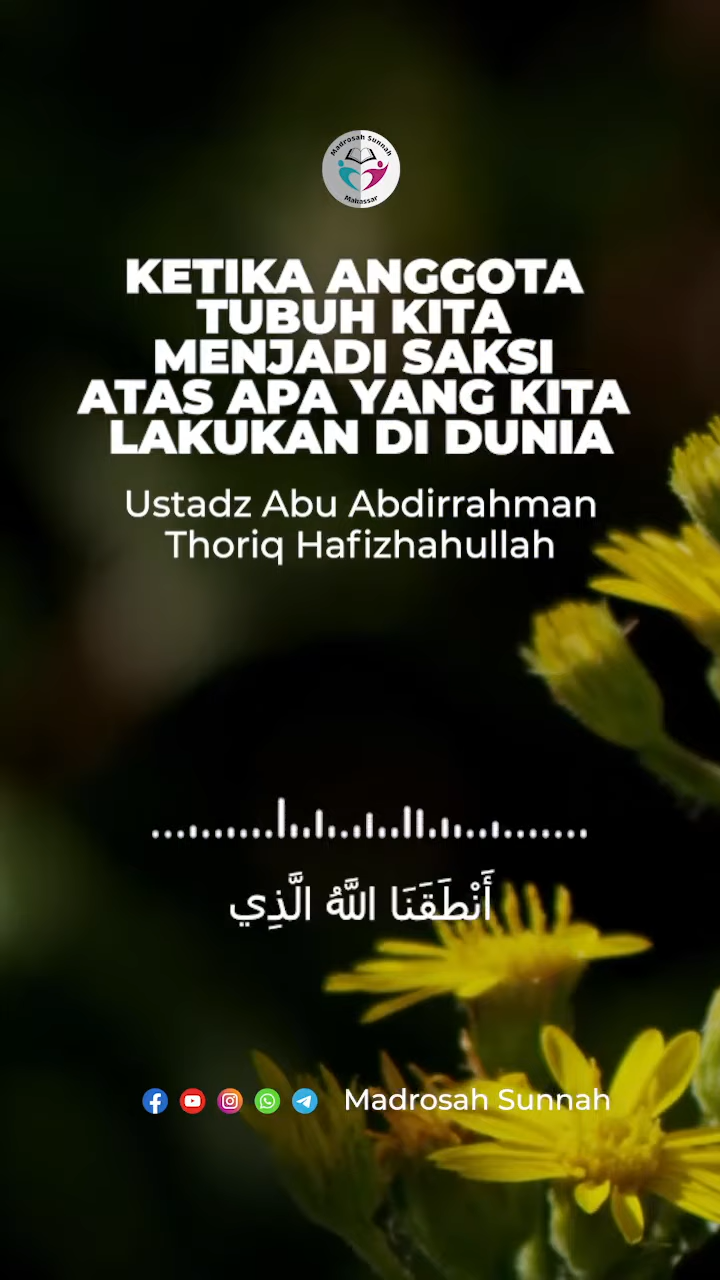 Madrosah Sunnah
Makassar
KETIKA ANGGOTA
TUBUH KITA
MENJADI SAKSI
ATAS APA YANG KITA
LAKUKAN DI DUNIA
Ustadz Abu Abdirrahman
Thoriq Hafizhahullah
أَنْطَقَنَا اللَّهُ الَّذِي
Madrosah Sunnah